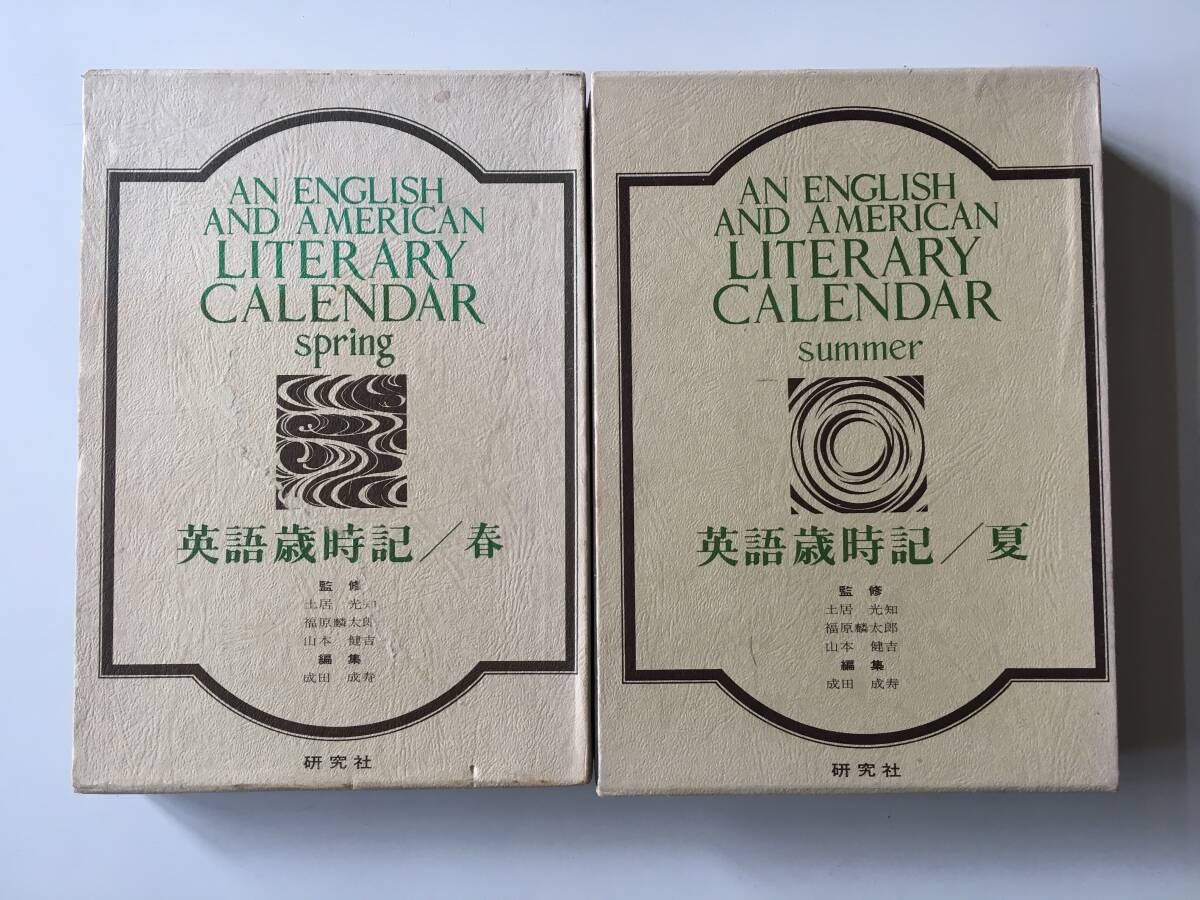 AN ENGLISH
AND AMERICAN
LITERARY
CALENDAR
spring
英語歳時記／春
監修
土居 光知
福原麟太郎
山本 健吉
編集
成田 成寿
研究社
AN ENGLISH
AND AMERICAN
LITERARY
CALENDAR
summer
英語歳時記／夏
監修
土居 光知
福原麟太郎
山本 健吉
編集
成田 成寿
研究社